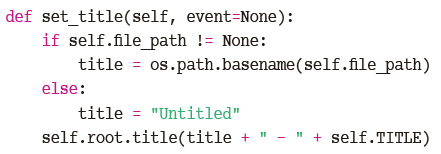 def set_title(self, event=None):
    if self.file_path != None:
        title = os.path.basename(self.file_path)
    else:
        title = "Untitled"
    self.root.title(title + " - " + self.TITLE)